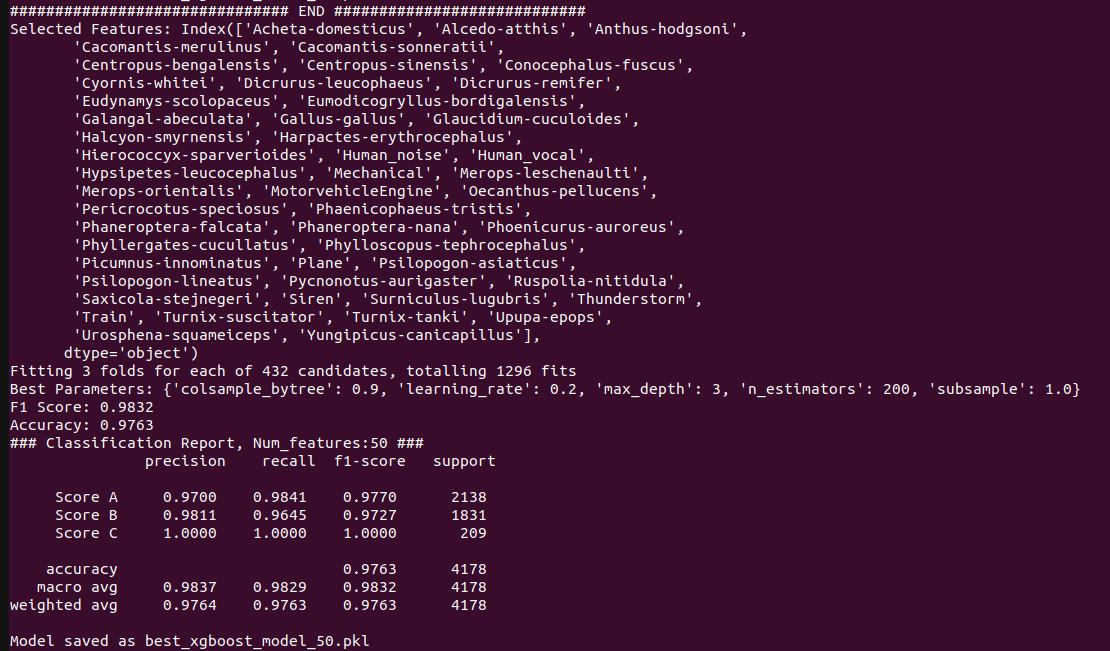 ############################### END ############################
Selected Features: Index(['Acheta-domesticus', 'Alcedo-atthis', 'Anthus-hodgsoni',
'Cacomantis-merulinus', 'Cacomantis-sonneratii',
'Centropus-bengalensis', 'Centropus-sinensis', 'Conocephalus-fuscus',
'Cyornis-whitei', 'Dicrurus-leucophaeus', 'Dicrurus-remifer',
'Eudynamys-scolopaceus', 'Eumodicogryllus-bordigalensis',
'Galangal-abeculata', 'Gallus-gallus', 'Glaucidium-cuculoides',
'Halcyon-smyrnensis', 'Harpactes-erythrocephalus',
'Hierococcyx-sparverioides', 'Human_noise', 'Human_vocal',
'Hypsipetes-leucocephalus', 'Mechanical', 'Merops-leschenaulti',
'Merops-orientalis', 'MotorvehicleEngine', 'Oecanthus-pellucens',
'Pericrocotus-speciosus', 'Phaenicophaeus-tristis',
'Phaneroptera-falcata', 'Phaneroptera-nana', 'Phoenicurus-auroreus',
'Phyllergates-cucullatus', 'Phylloscopus-tephrocephalus',
'Picumnus-innominatus', 'Plane', 'Psilopogon-asiaticus',
'Psilopogon-lineatus', 'Pycnonotus-aurigaster', 'Ruspolia-nitidula',
'Saxicola-stejnegeri', 'Siren', 'Surniculus-lugubris', 'Thunderstorm',
'Train', 'Turnix-suscitator', 'Turnix-tanki', 'Upupa-epops',
'Urosphena-squameiceps', 'Yungipicus-canicapillus'],
dtype='object')
Fitting 3 folds for each of 432 candidates, totalling 1296 fits
Best Parameters: {'colsample_bytree': 0.9, 'learning_rate': 0.2, 'max_depth': 3, 'n_estimators': 200, 'subsample': 1.0}
F1 Score: 0.9832
Accuracy: 0.9763
### Classification Report, Num_features:50 ###
precision recall f1-score support
Score A 0.9700 0.9841 0.9770 2138
Score B 0.9811 0.9645 0.9727 1831
Score C 1.0000 1.0000 1.0000 209
accuracy 0.9763 4178
macro avg 0.9837 0.9829 0.9832 4178
weighted avg 0.9764 0.9763 0.9763 4178
Model saved as best_xgboost_model_50.pkl